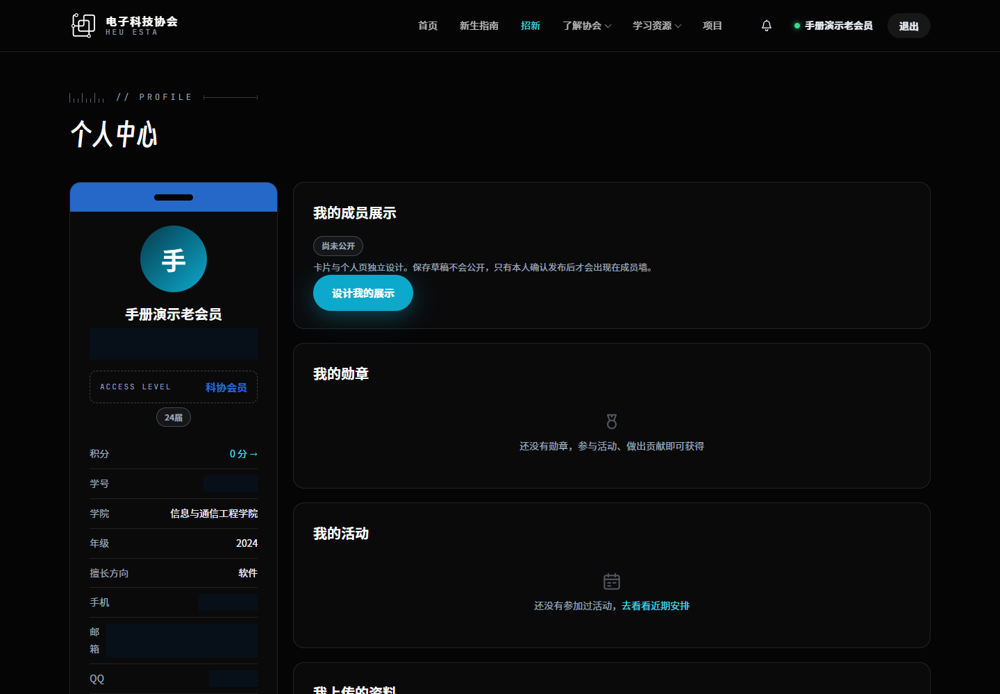 电子科技协会
HEU ESTA
首页
新生指南
招新
了解协会
学习资源
项目
手册演示老会员
退出
// PROFILE
个人中心
手
手册演示老会员
ACCESS LEVEL
科协会员
24届
积分
0 分 →
学号
学院
信息与通信工程学院
年级
2024
擅长方向
软件
手机
邮箱
QQ
我的成员展示
尚未公开
卡片与个人页独立设计。保存草稿不会公开，只有本人确认发布后才会出现在成员墙。
设计我的展示
我的勋章
还没有勋章，参与活动、做出贡献即可获得
我的活动
还没有参加过活动，去看看近期安排
我上传的资料